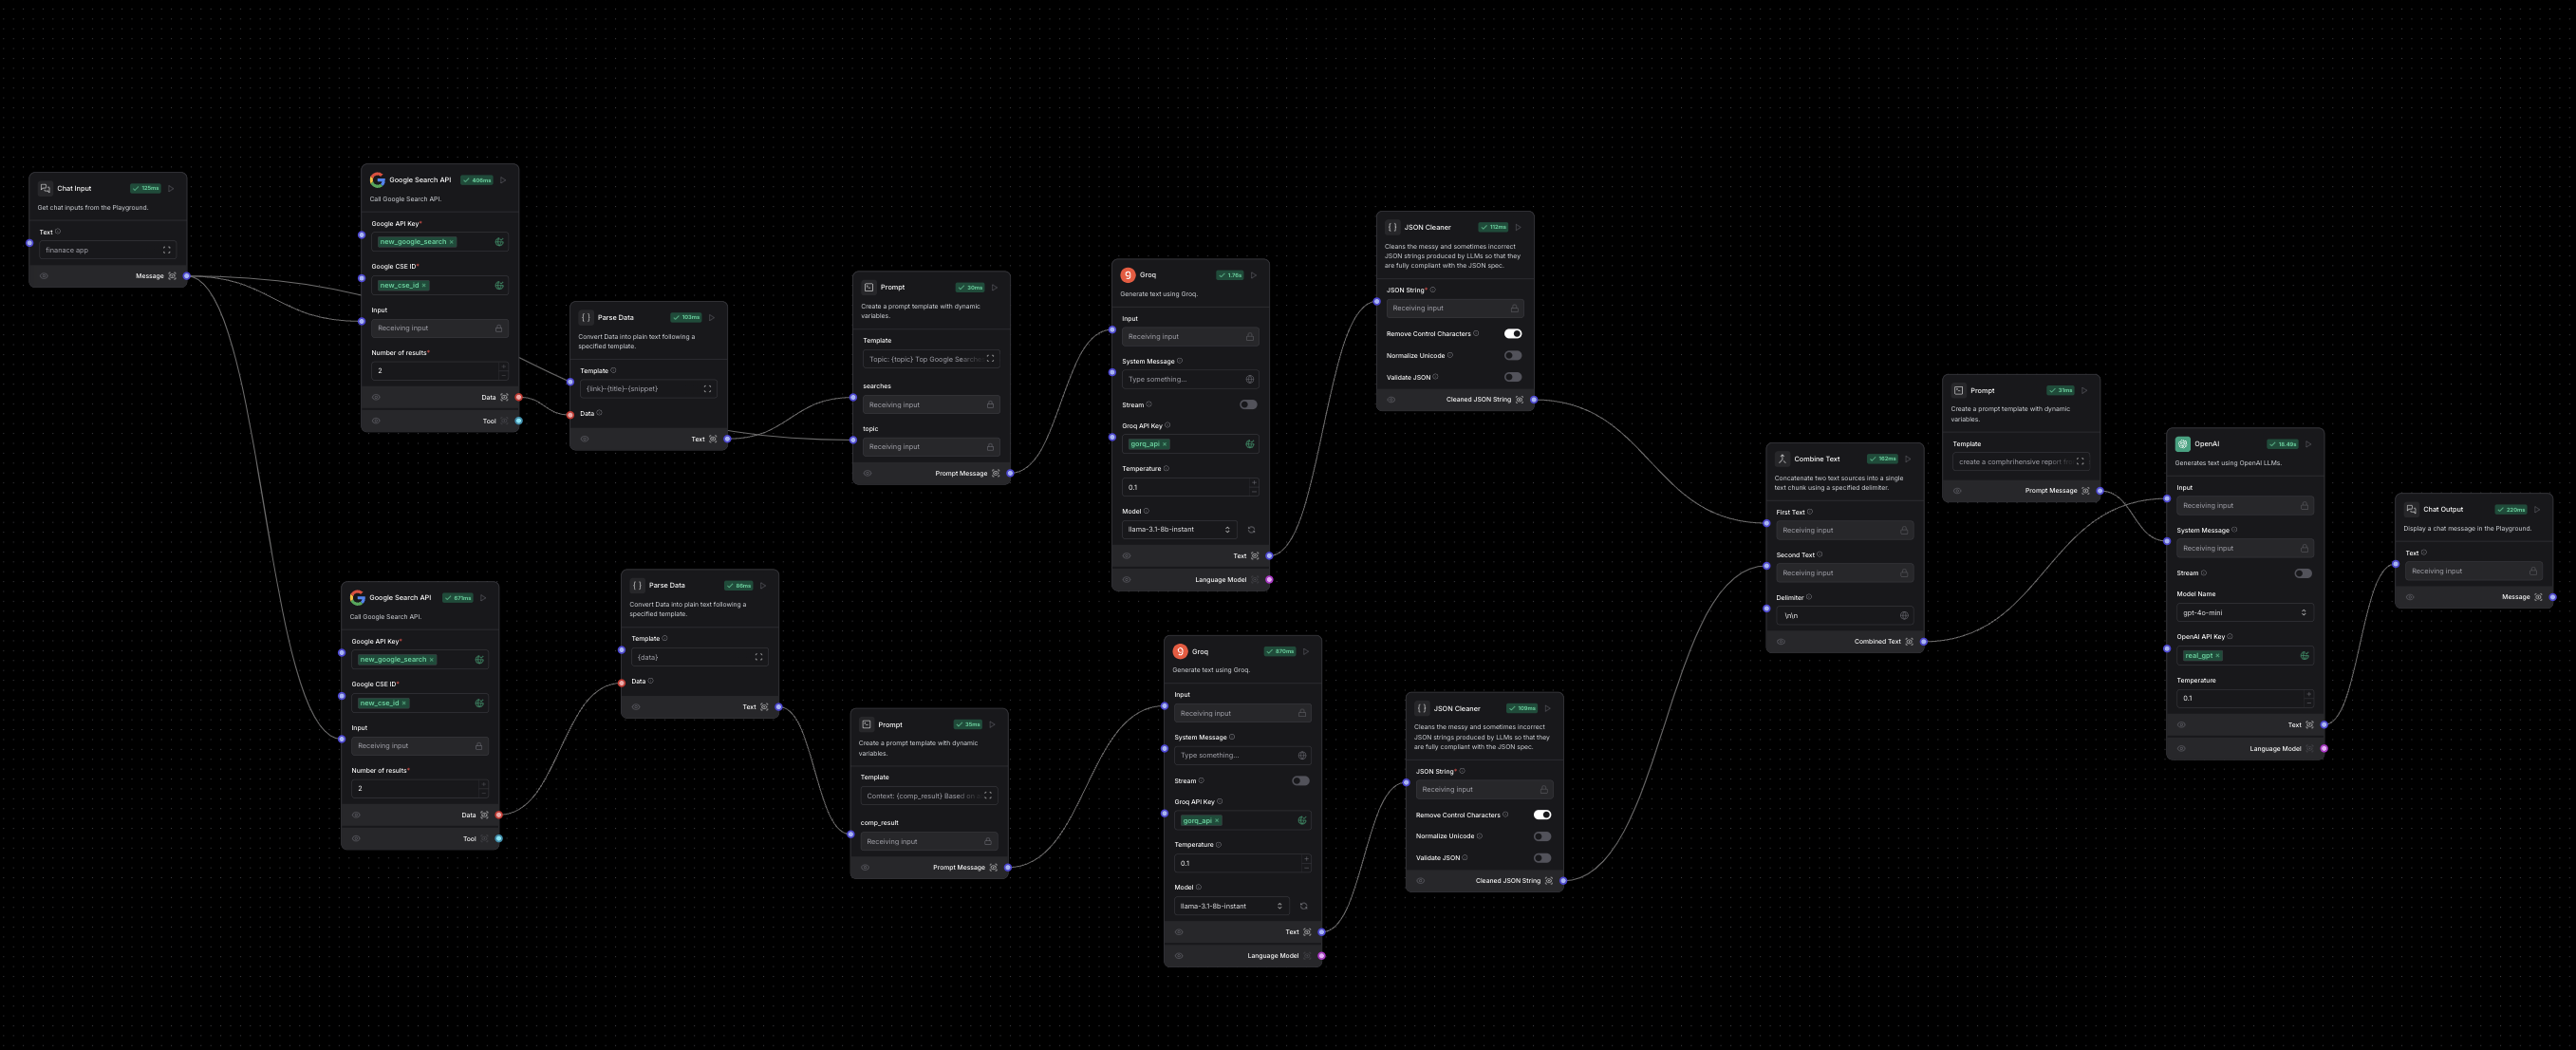 Chat Input
125ms
Get chat inputs from the Playground.
Text
finanace app
Message
Google Search API
406ms
Call Google Search API.
Google API Key*
new_google_search ×
Google CSE ID*
new_cse_id ×
Input
Receiving input
Number of results*
2
Data
Tool
Parse Data
103ms
Convert Data into plain text following a
specified template.
Template
{link}-{title}-{snippet}
Data
Text
Prompt
30ms
Create a prompt template with dynamic
variables.
Template
Topic: {topic} Top Google Searche
searches
Receiving input
topic
Receiving input
Prompt Message
Groq
1.76s
Generate text using Groq.
Input
Receiving input
System Message
Type something...
Stream
Groq API Key
gorq_api ×
Temperature
0.1
Model
llama-3.1-8b-instant
Text
Language Model
JSON Cleaner
112ms
Cleans the messy and sometimes incorrect
JSON strings produced by LLMs so that they
are fully compliant with the JSON spec.
JSON String*
Receiving input
Remove Control Characters
Normalize Unicode
Validate JSON
Cleaned JSON String
Google Search API
671ms
Call Google Search API.
Google API Key*
new_google_search ×
Google CSE ID*
new_cse_id ×
Input
Receiving input
Number of results*
2
Data
Tool
Parse Data
86ms
Convert Data into plain text following a
specified template.
Template
{data}
Data
Text
Prompt
35ms
Create a prompt template with dynamic
variables.
Template
Context: {comp_result} Based on
comp_result
Receiving input
Prompt Message
Groq
870ms
Generate text using Groq.
Input
Receiving input
System Message
Type something...
Stream
Groq API Key
gorq_api ×
Temperature
0.1
Model
llama-3.1-8b-instant
Text
Language Model
JSON Cleaner
109ms
Cleans the messy and sometimes incorrect
JSON strings produced by LLMs so that they
are fully compliant with the JSON spec.
JSON String*
Receiving input
Remove Control Characters
Normalize Unicode
Validate JSON
Cleaned JSON String
Combine Text
182ms
Concatenate two text sources into a single
text chunk using a specified delimiter.
First Text
Receiving input
Second Text
Receiving input
Delimiter
\n\n
Combined Text
Prompt
31ms
Create a prompt template with dynamic
variables.
Template
create a comphrihensive report
Prompt Message
OpenAI
16.49s
Generates text using OpenAI LLMs.
Input
Receiving input
System Message
Receiving input
Stream
Model Name
gpt-4o-mini
OpenAI API Key
real_gpt ×
Temperature
0.1
Text
Language Model
Chat Output
220ms
Display a chat message in the Playground.
Text
Receiving input
Message